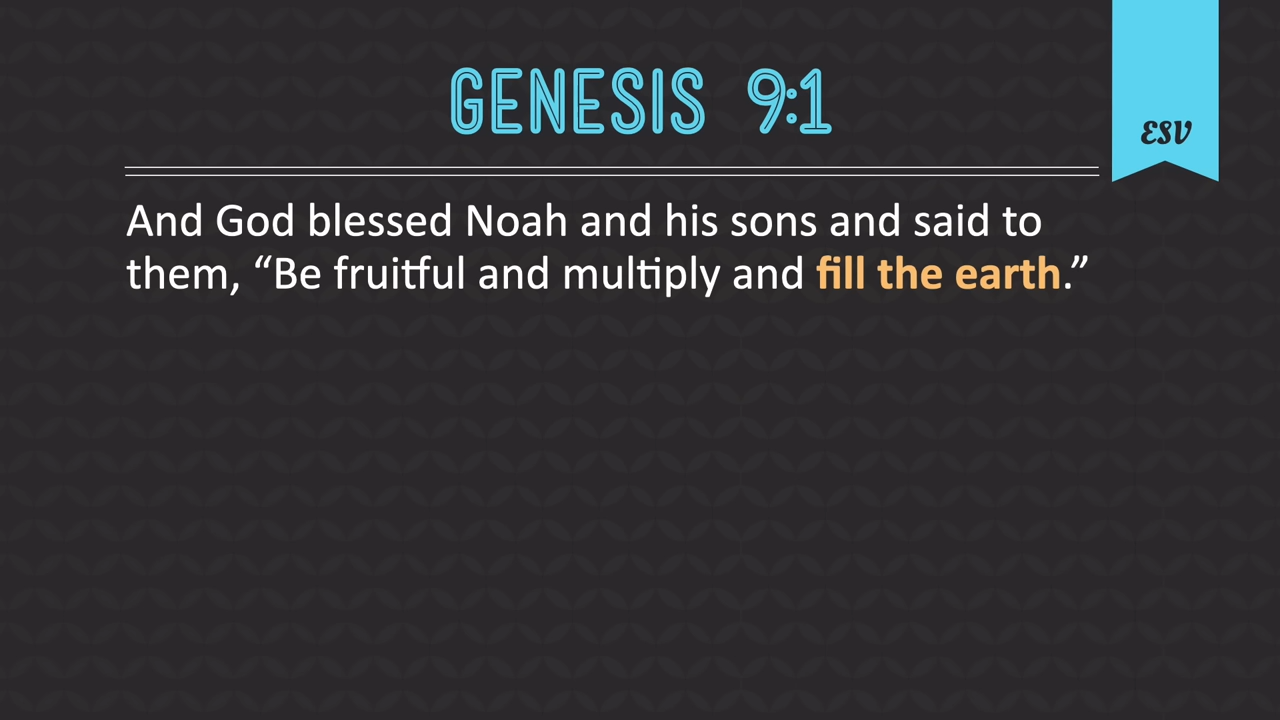 GENESIS 9:1
ESV
And God blessed Noah and his sons and said to
them, “Be fruitful and multiply and fill the earth.”